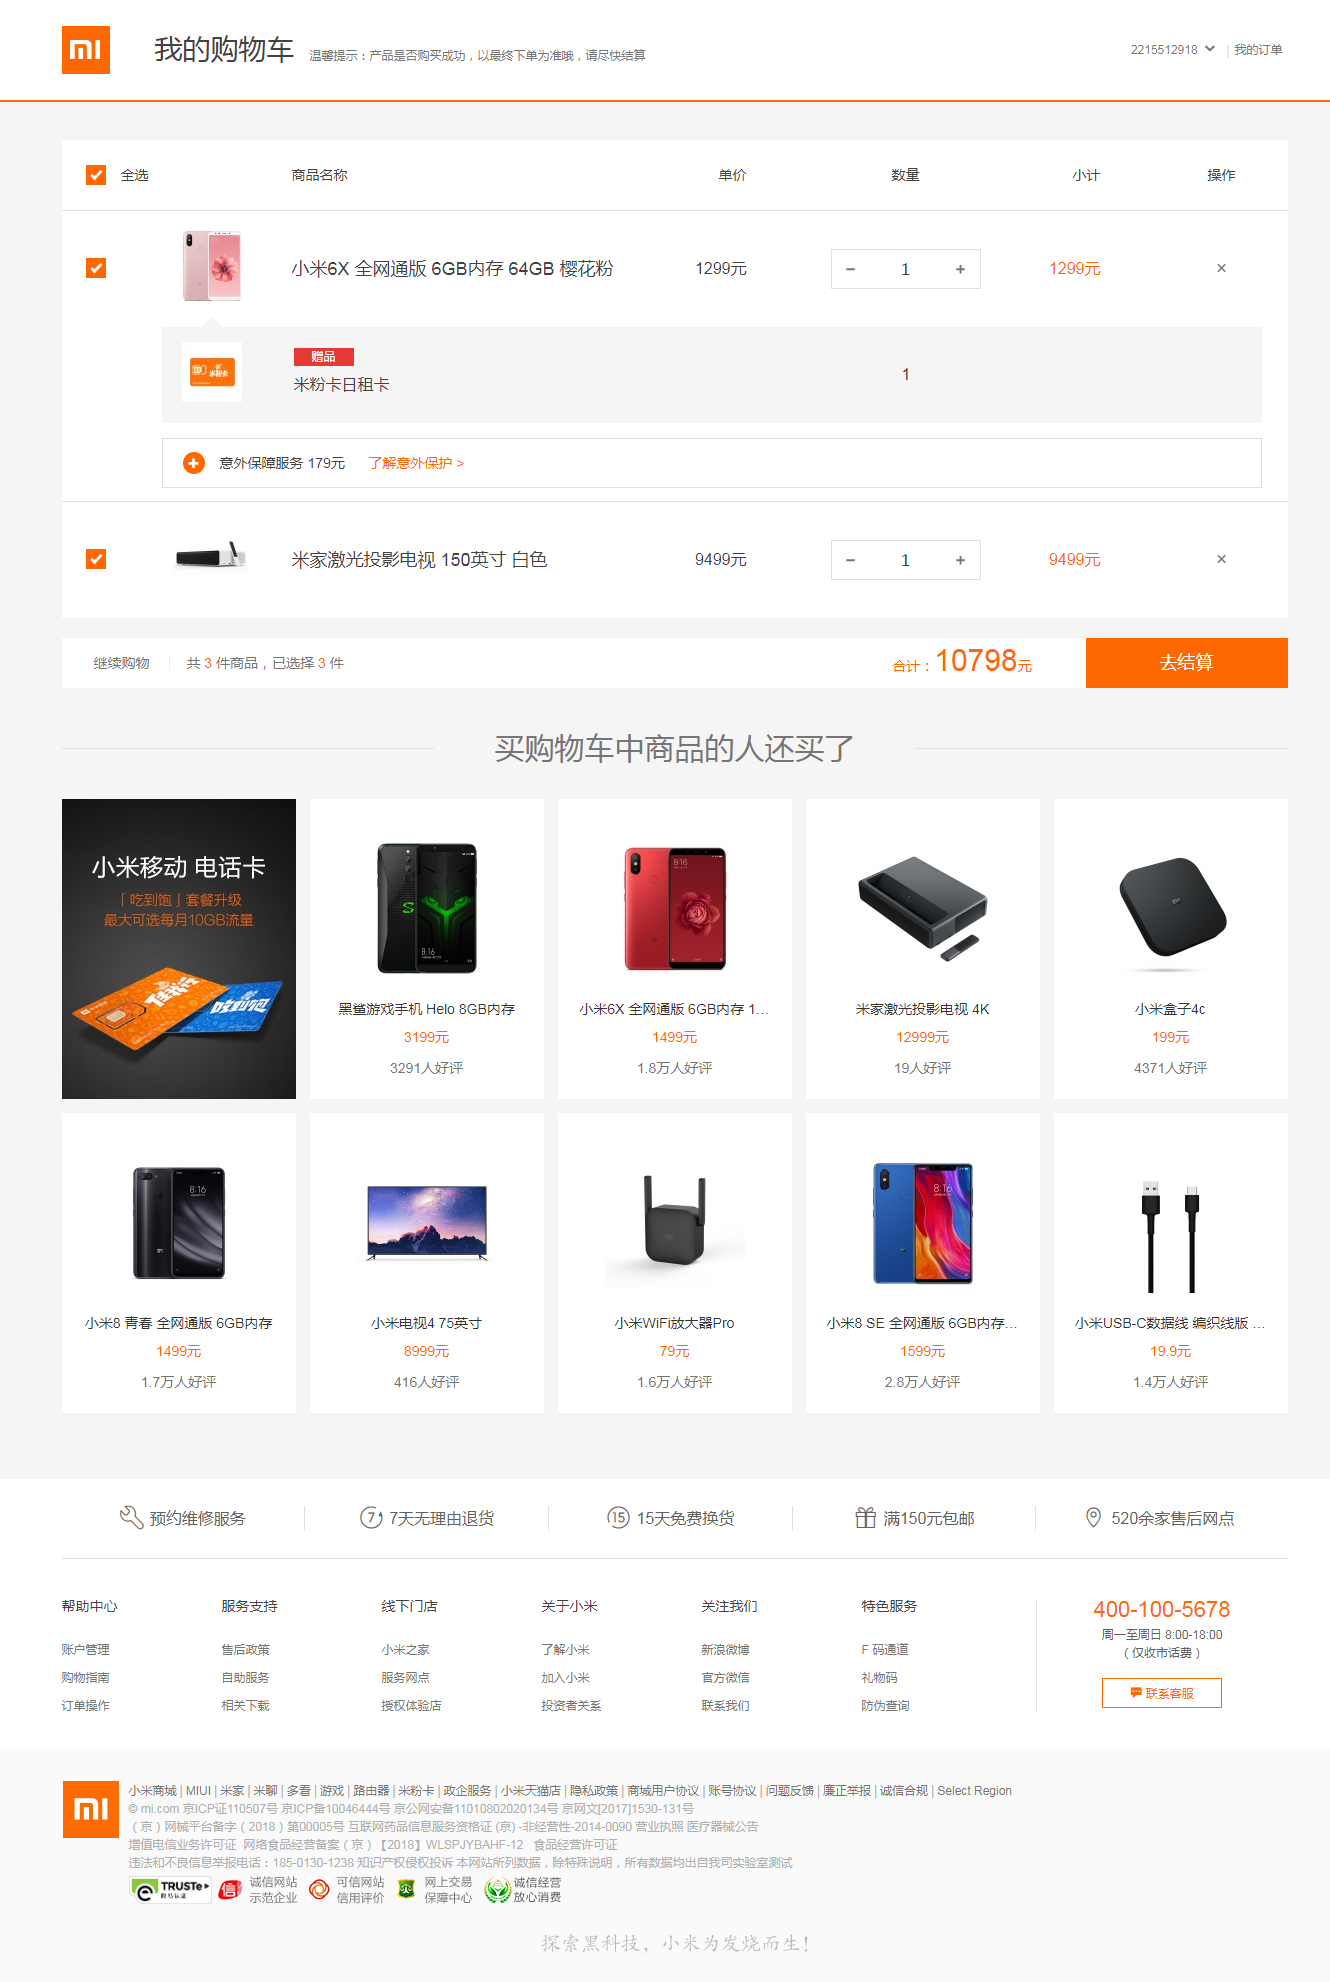 我的购物车 温馨提示：产品是否购买成功，以最终下单为准哦，请尽快结算 2215512918 | 我的订单
全选 商品名称 单价 数量 小计 操作
小米6X 全网通版 6GB内存 64GB 樱花粉 1299元 − 1 + 1299元 ×
赠品
米粉卡日租卡 1
意外保障服务 179元 了解意外保护 >
米家激光投影电视 150英寸 白色 9499元 − 1 + 9499元 ×
继续购物 共 3 件商品，已选择 3 件 合计：10798元 去结算
买购物车中商品的人还买了
小米移动 电话卡
「吃到饱」套餐升级
最大可选每月10GB流量
黑鲨游戏手机 Helo 8GB内存 小米6X 全网通版 6GB内存 1... 米家激光投影电视 4K 小米盒子4c
3199元 1499元 12999元 199元
3291人好评 1.8万人好评 19人好评 4371人好评
小米8 青春 全网通版 6GB内存 小米电视4 75英寸 小米WiFi放大器Pro 小米8 SE 全网通版 6GB内存... 小米USB-C数据线 编织线版 ...
1499元 8999元 79元 1599元 19.9元
1.7万人好评 416人好评 1.6万人好评 2.8万人好评 1.4万人好评
预约维修服务 7 7天无理由退货 15 15天免费换货 满150元包邮 520余家售后网点
帮助中心 服务支持 线下门店 关于小米 关注我们 特色服务 400-100-5678
周一至周日 8:00-18:00
账户管理 售后政策 小米之家 了解小米 新浪微博 F 码通道 （仅收市话费）
购物指南 自助服务 服务网点 加入小米 官方微信 礼物码
订单操作 相关下载 授权体验店 投资者关系 联系我们 防伪查询 联系客服
小米商城 | MIUI | 米家 | 米聊 | 多看 | 游戏 | 路由器 | 米粉卡 | 政企服务 | 小米天猫店 | 隐私政策 | 商城用户协议 | 账号协议 | 问题反馈 | 廉正举报 | 诚信合规 | Select Region
© mi.com 京ICP证110507号 京ICP备10046444号 京公网安备11010802020134号 京网文[2017]1530-131号
（京）网械平台备字（2018）第00005号 互联网药品信息服务资格证 (京) -非经营性-2014-0090 营业执照 医疗器械公告
增值电信业务许可证 网络食品经营备案（京）【2018】WLSPJYBAHF-12 食品经营许可证
违法和不良信息举报电话：185-0130-1238 知识产权侵权投诉 本网站所列数据，除特殊说明，所有数据均出自我司实验室测试
TRUSTe 隐私认证 信 诚信网站 示范企业 可信网站 信用评价 网上交易 保障中心 诚信经营 放心消费
探索黑科技，小米为发烧而生！